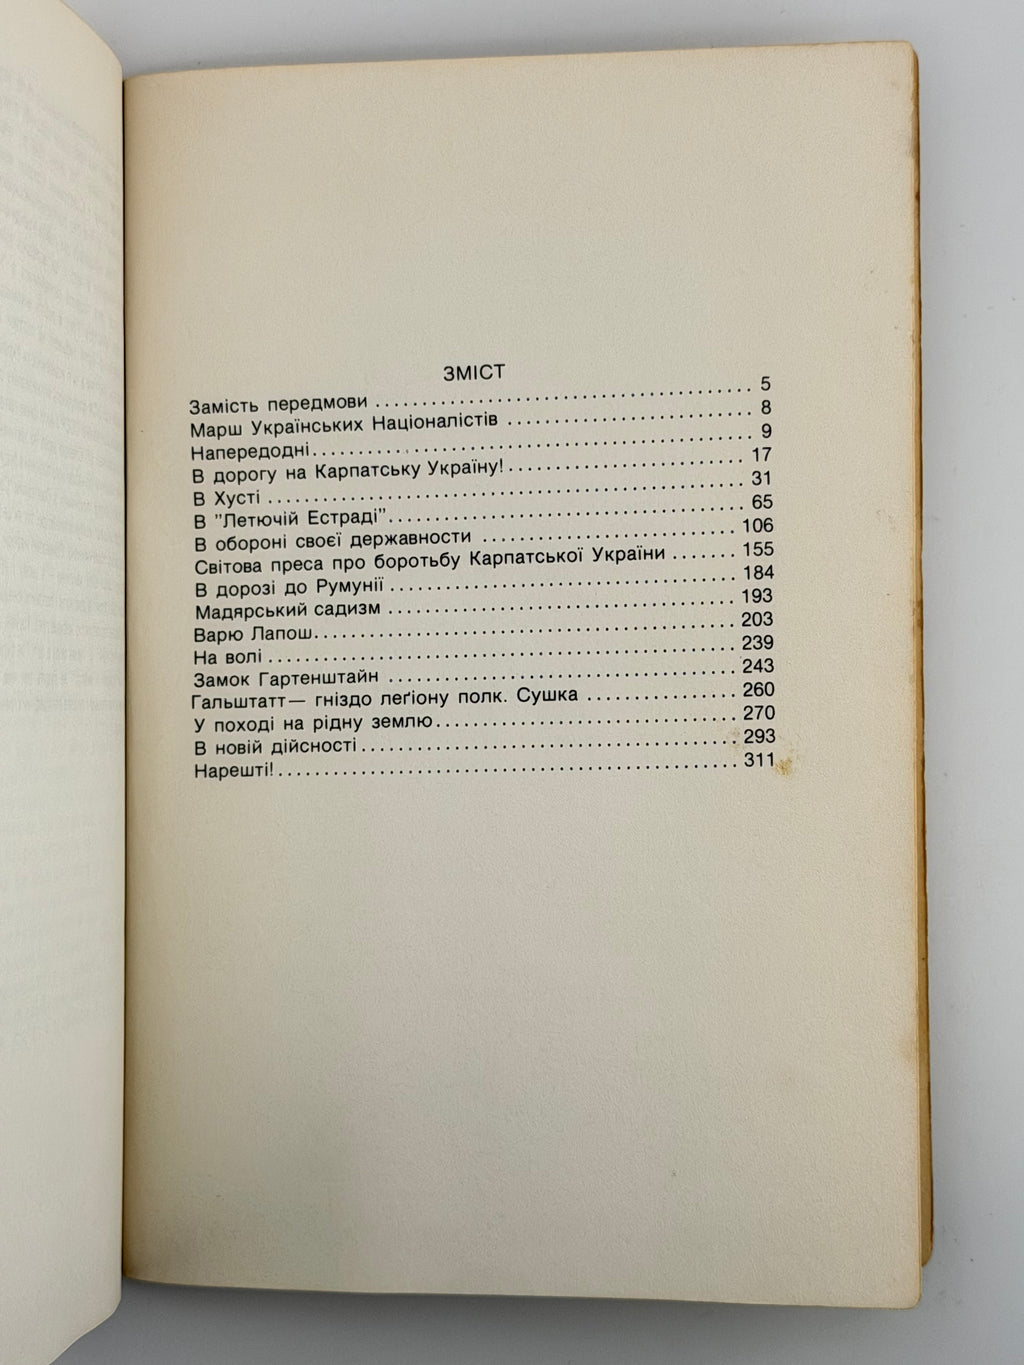 ЗМІСТ
Замість передмови ........ 5
Марш Українських Націоналістів ........ 8
Напередодні ........ 9
В дорогу на Карпатську Україну! ........ 17
В Хусті ........ 31
В "Летючій Естраді" ........ 65
В обороні своєї державности ........ 106
Світова преса про боротьбу Карпатської України ........ 155
В дорозі до Румунії ........ 184
Мадярський садизм ........ 193
Варю Лапош ........ 203
На волі ........ 239
Замок Гартенштайн ........ 243
Гальштатт— гніздо леґіону полк. Сушка ........ 260
У поході на рідну землю ........ 270
В новій дійсності ........ 293
Нарешті! ........ 311